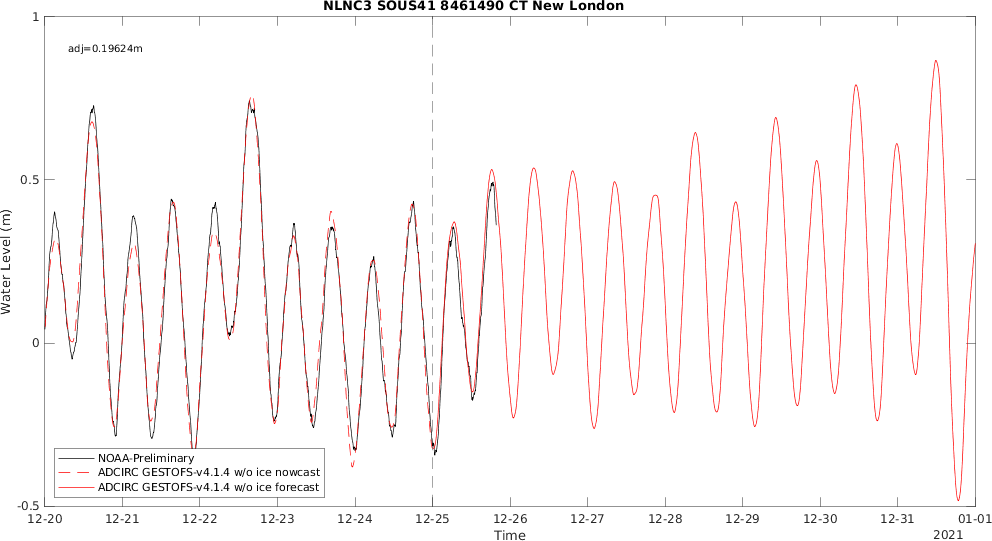 NLNC3 SOUS41 8461490 CT New London
adj=0.19624m
Water Level (m)
1
0.5
0
-0.5
NOAA-Preliminary
ADCIRC GESTOFS-v4.1.4 w/o ice nowcast
ADCIRC GESTOFS-v4.1.4 w/o ice forecast
12-20 12-21 12-22 12-23 12-24 12-25 12-26 12-27 12-28 12-29 12-30 12-31 01-01
Time
2021